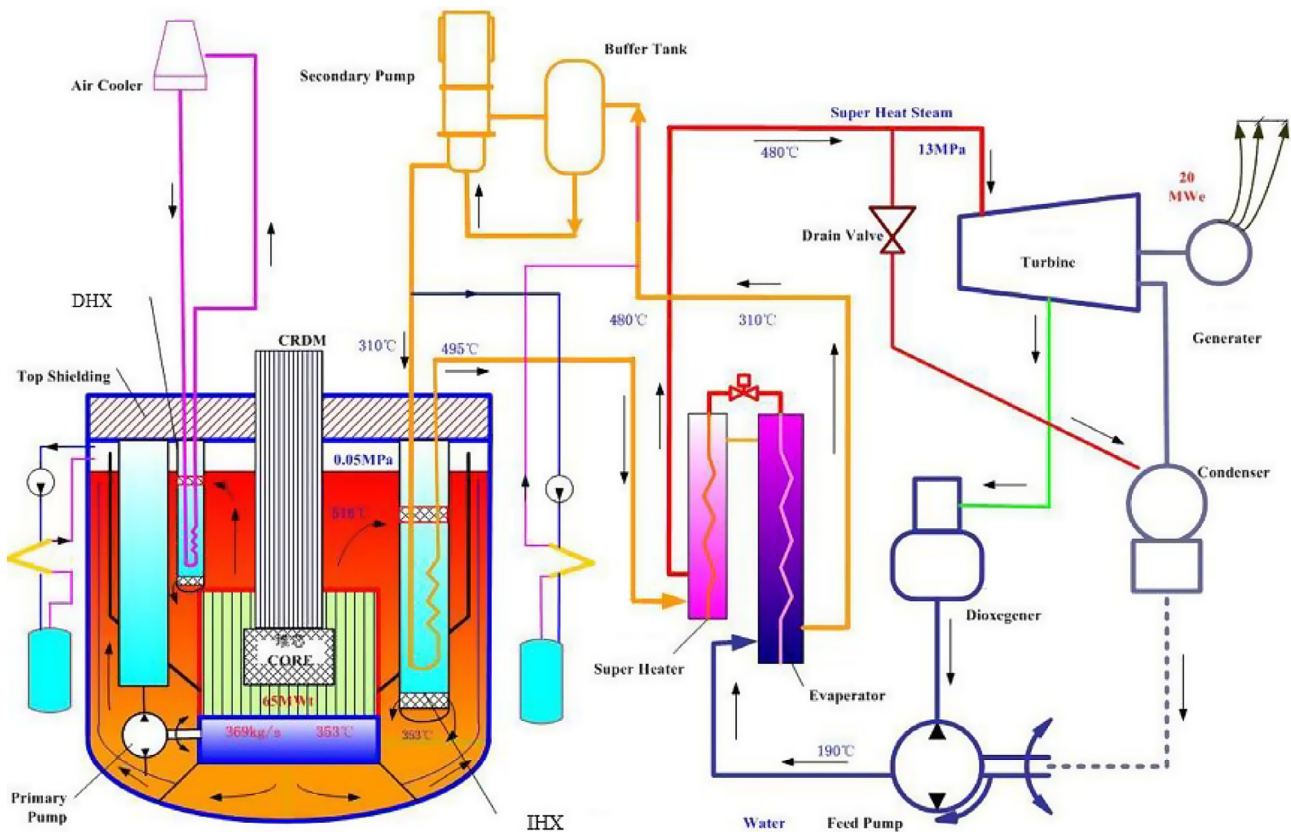 Buffer Tank
Secondary Pump
Air Cooler
Super Heat Steam
480℃
13MPa
20
MWe
Drain Valve
Turbine
DHX
480℃
310℃
Generater
CRDM
310℃
495℃
Top Shielding
0.05MPa
Condenser
516℃
Dioxegener
堆芯
CORE
Super Heater
Evaperator
65MWt
369kg/s
353℃
353℃
190℃
Primary
Pump
IHX
Water
Feed Pump